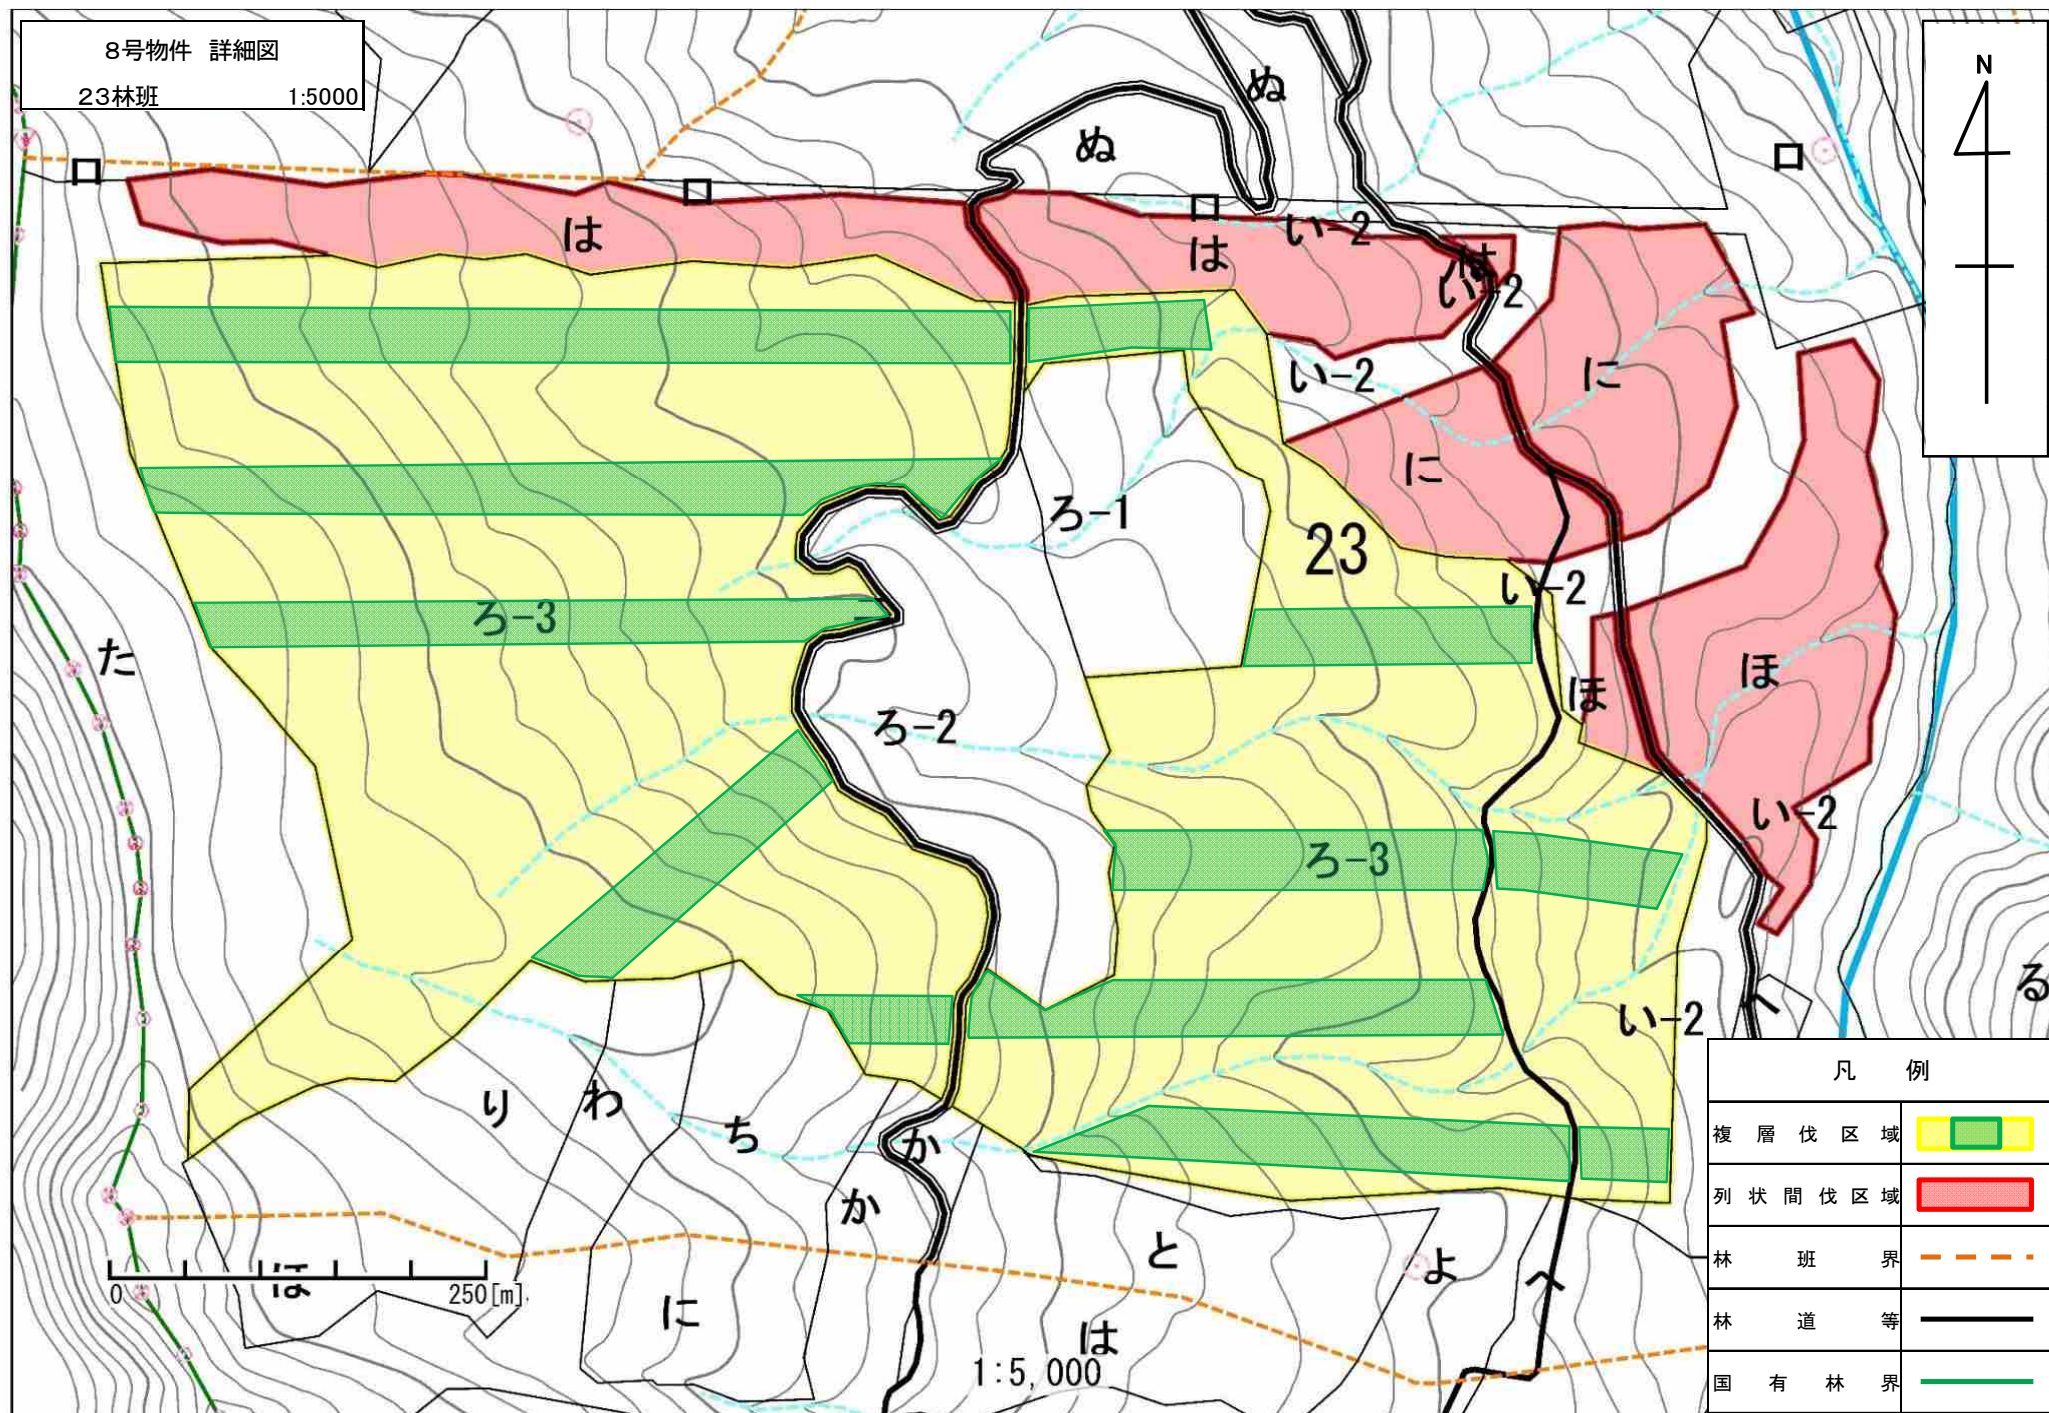 8号物件 詳細図
23林班 1:5000
N
ぬ
ぬ
ロ
ロ
ロ
ロ
は
は
い-2
は
い-2
い-2
に
に
ろ-1
23
い-2
ろ-3
た
ほ
ほ
ろ-2
い-2
ろ-3
る
い-2
へ
り
わ
ち
か
か
と
よ
へ
ほ
に
は
0 250[m]
1:5,000
凡例
複層伐区域
列状間伐区域
林班界
林道等
国有林界